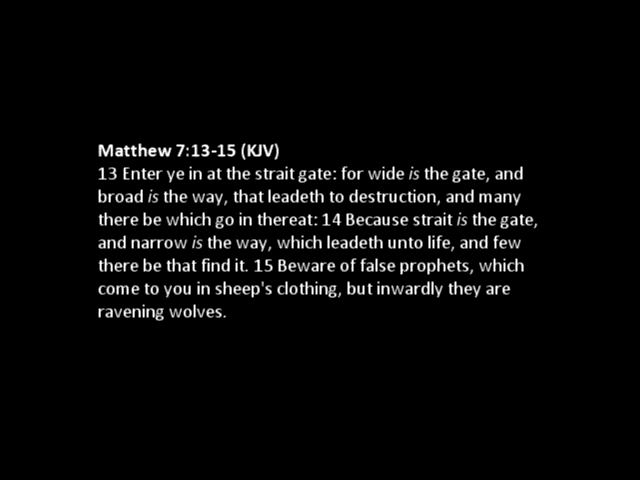 Matthew 7:13-15 (KJV)
13 Enter ye in at the strait gate: for wide is the gate, and
broad is the way, that leadeth to destruction, and many
there be which go in thereat: 14 Because strait is the gate,
and narrow is the way, which leadeth unto life, and few
there be that find it. 15 Beware of false prophets, which
come to you in sheep's clothing, but inwardly they are
ravening wolves.